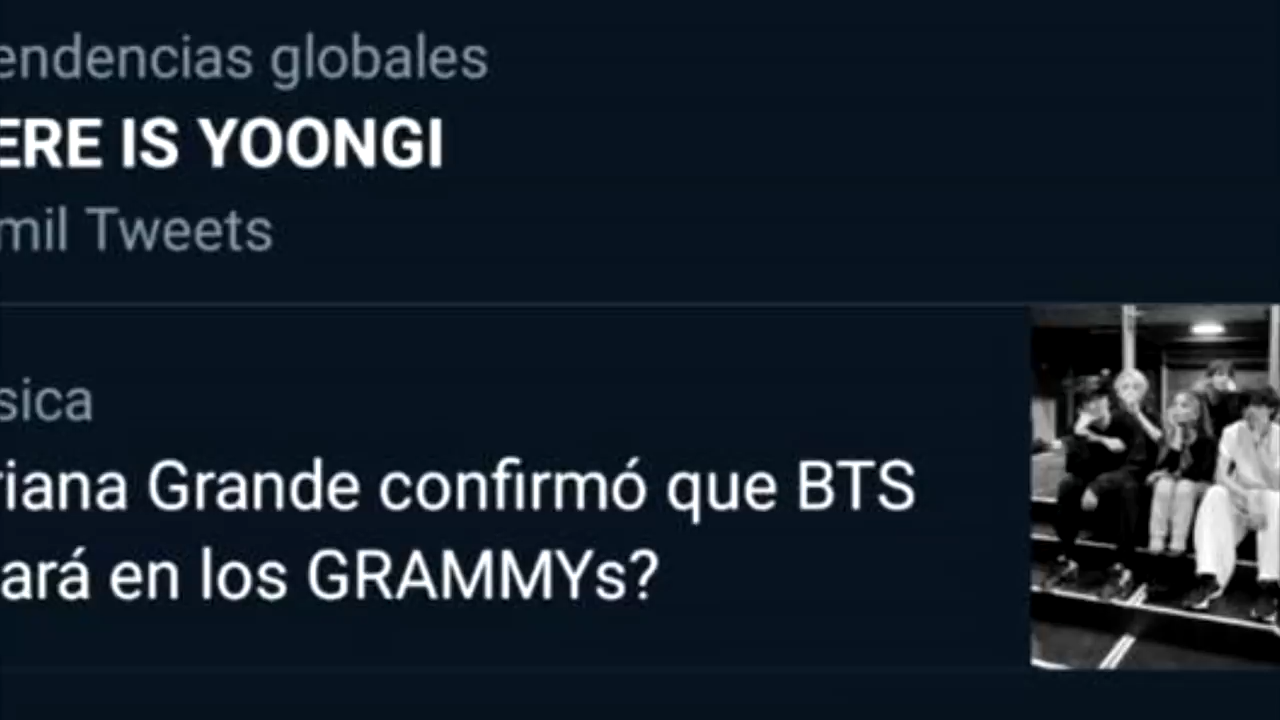 endencias globales
ERE IS YOONGI
mil Tweets
sica
riana Grande confirmó que BTS
ará en los GRAMMYs?